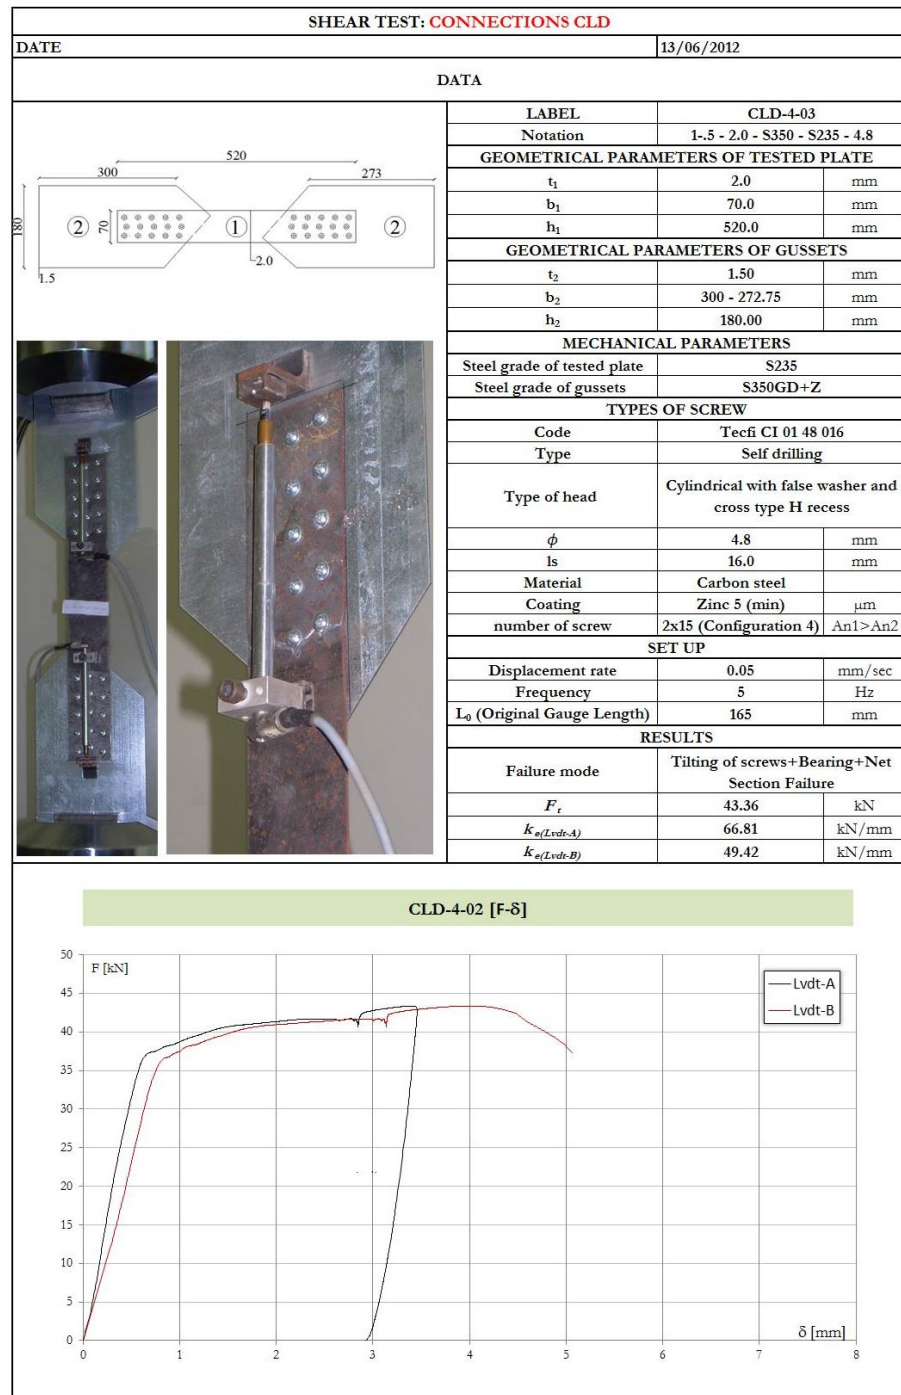 SHEAR TEST: CONNECTIONS CLD
DATE 13/06/2012
DATA
LABEL CLD-4-03
Notation 1-.5 - 2.0 - S350 - S235 - 4.8
GEOMETRICAL PARAMETERS OF TESTED PLATE
t1 2.0 mm
b1 70.0 mm
h1 520.0 mm
GEOMETRICAL PARAMETERS OF GUSSETS
t2 1.50 mm
b2 300 - 272.75 mm
h2 180.00 mm
MECHANICAL PARAMETERS
Steel grade of tested plate S235
Steel grade of gussets S350GD+Z
TYPES OF SCREW
Code Tecfi CI 01 48 016
Type Self drilling
Type of head Cylindrical with false washer and
cross type H recess
ϕ 4.8 mm
ls 16.0 mm
Material Carbon steel
Coating Zinc 5 (min) μm
number of screw 2x15 (Configuration 4) An1>An2
SET UP
Displacement rate 0.05 mm/sec
Frequency 5 Hz
L0 (Original Gauge Length) 165 mm
RESULTS
Failure mode Tilting of screws+Bearing+Net
Section Failure
Ft 43.36 kN
ke(Lvdt-A) 66.81 kN/mm
ke(Lvdt-B) 49.42 kN/mm
520
300 273
180 2 70 1 2
2.0
1.5
CLD-4-02 [F-δ]
F [kN]
50
45
40
35
30
25
20
15
10
5
0
Lvdt-A
Lvdt-B
δ [mm]
0 1 2 3 4 5 6 7 8